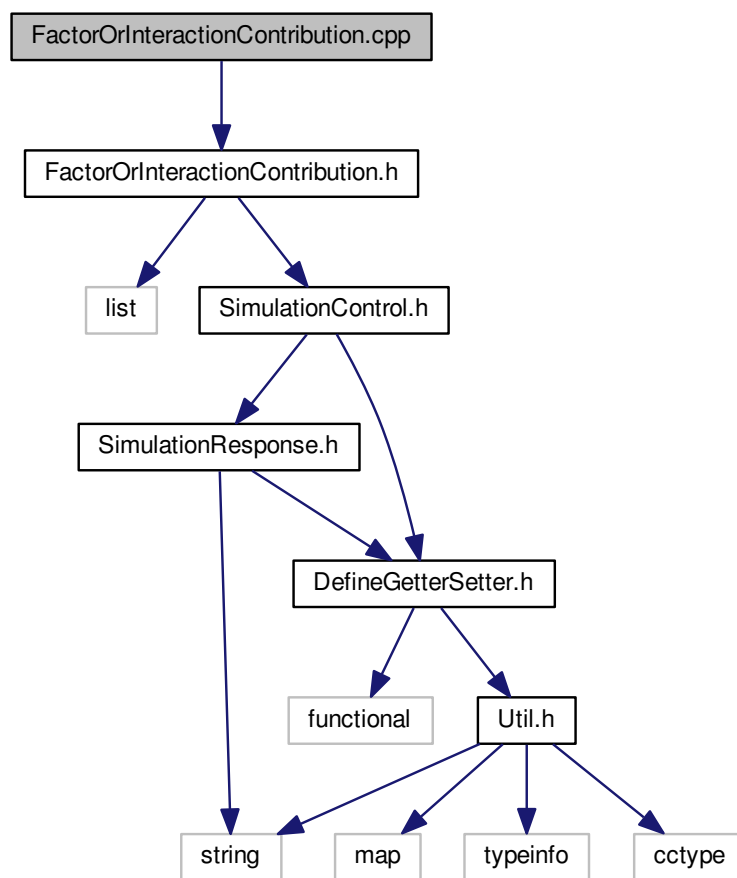 FactorOrInteractionContribution.cpp
FactorOrInteractionContribution.h
list
SimulationControl.h
SimulationResponse.h
DefineGetterSetter.h
functional
Util.h
string
map
typeinfo
cctype